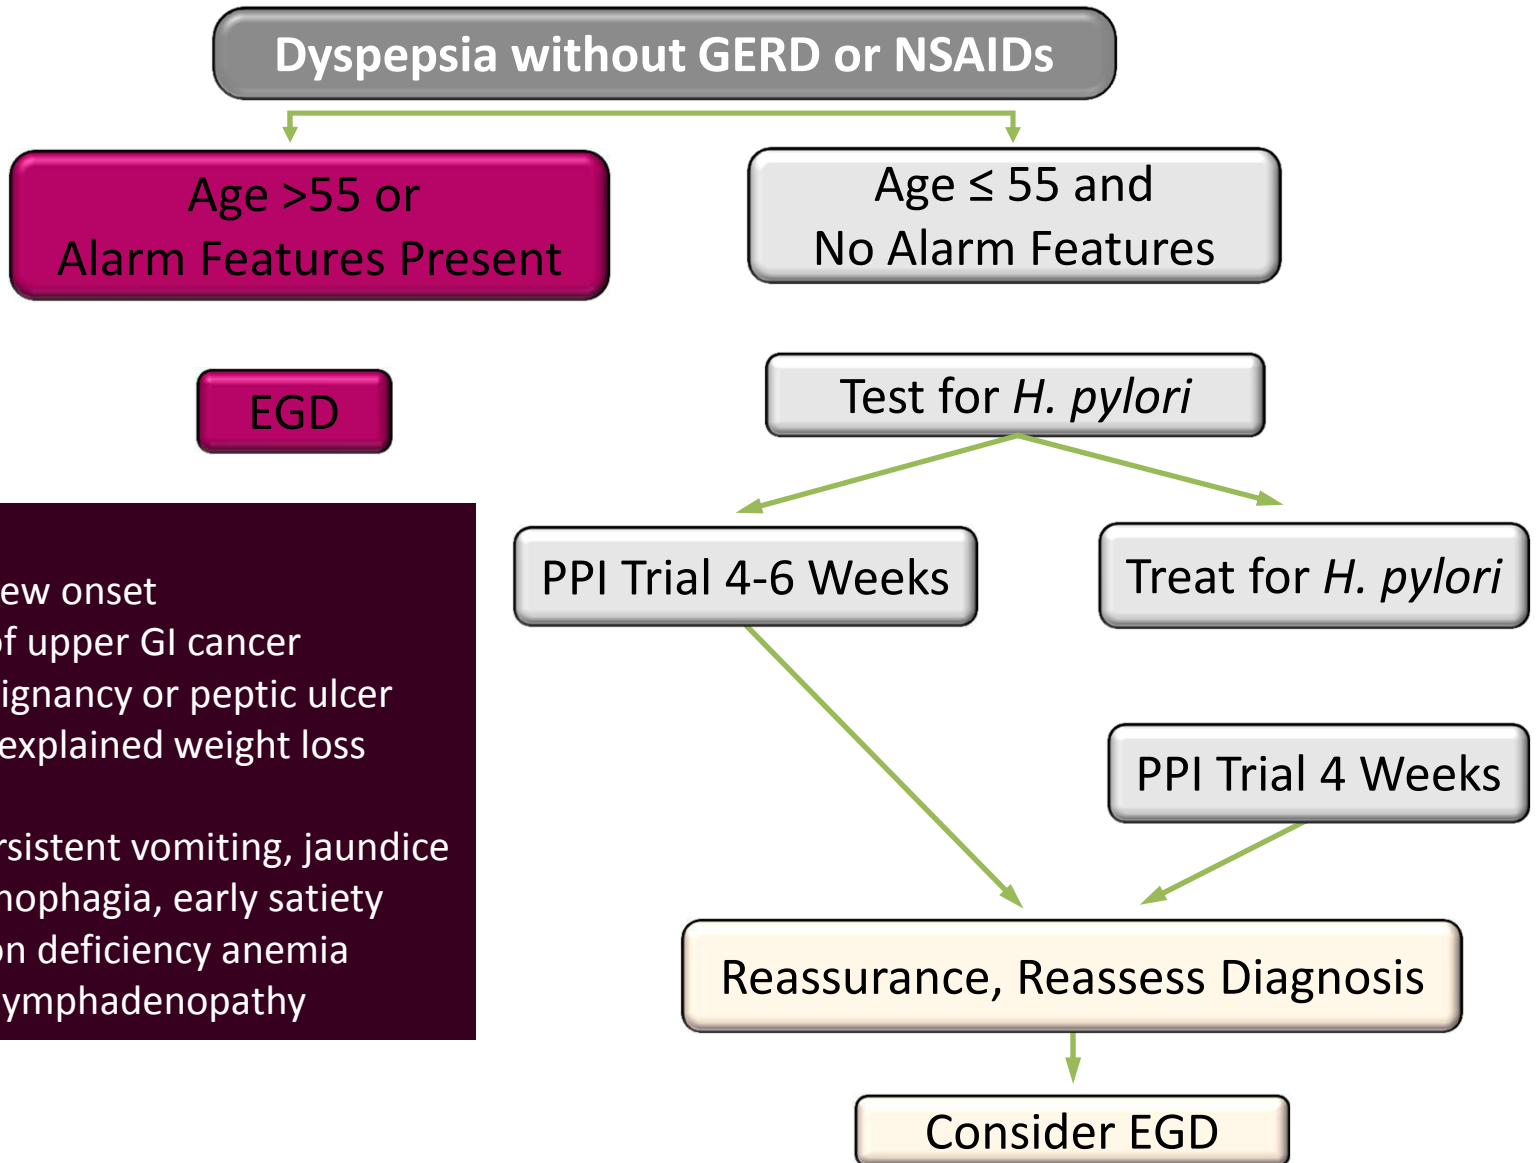 Dyspepsia without GERD or NSAIDs
Age >55 or
Alarm Features Present
Age ≤ 55 and
No Alarm Features
EGD
Test for H. pylori
PPI Trial 4-6 Weeks
Treat for H. pylori
PPI Trial 4 Weeks
ew onset
of upper GI cancer
ignancy or peptic ulcer
explained weight loss
rsistent vomiting, jaundice
nophagia, early satiety
on deficiency anemia
ymphadenopathy
Reassurance, Reassess Diagnosis
Consider EGD